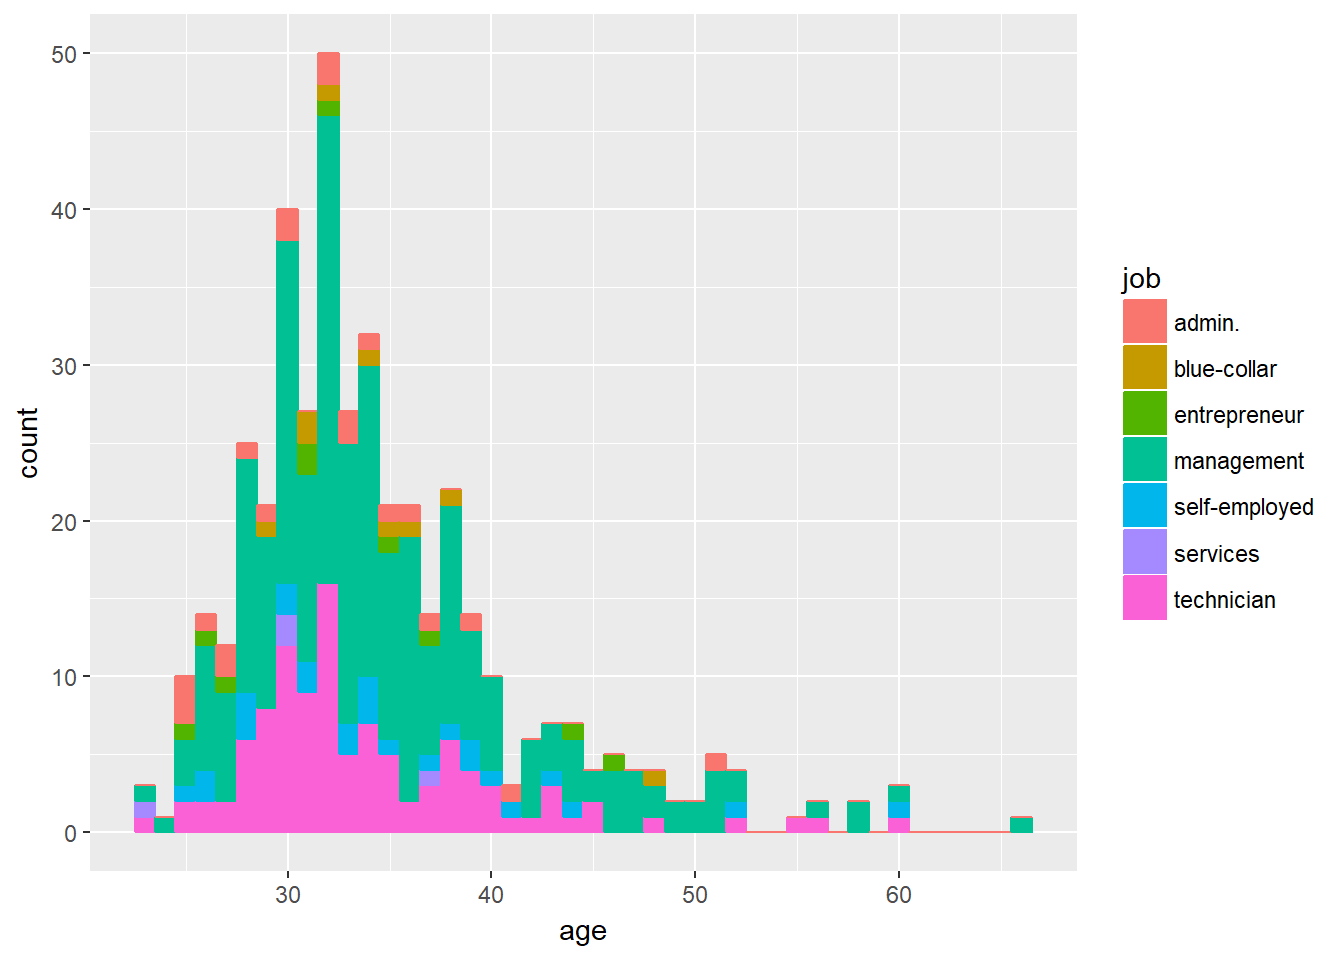 50
40
30
20
10
0
count
30 40 50 60
age
job
admin.
blue-collar
entrepreneur
management
self-employed
services
technician